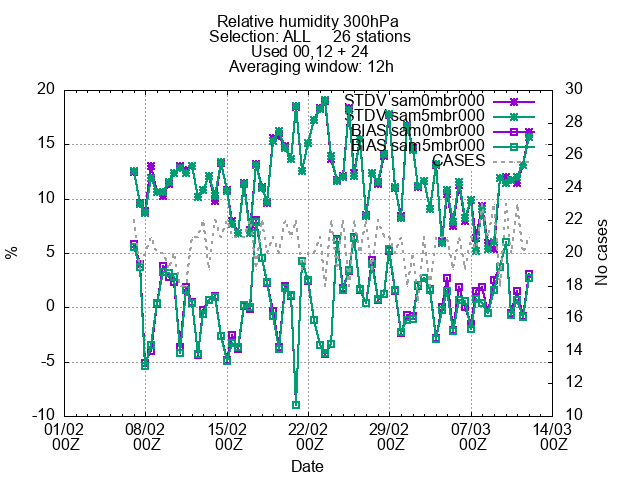 Relative humidity 300hPa
Selection: ALL 26 stations
Used 00,12 + 24
Averaging window: 12h
STDV sam0mbr000
STDV sam5mbr000
BIAS sam0mbr000
BIAS sam5mbr000
CASES
20
15
10
5
0
-5
-10
%
30
28
26
24
22
20
18
16
14
12
10
No cases
01/02 08/02 15/02 22/02 29/02 07/03 14/03
00Z 00Z 00Z 00Z 00Z 00Z 00Z
Date